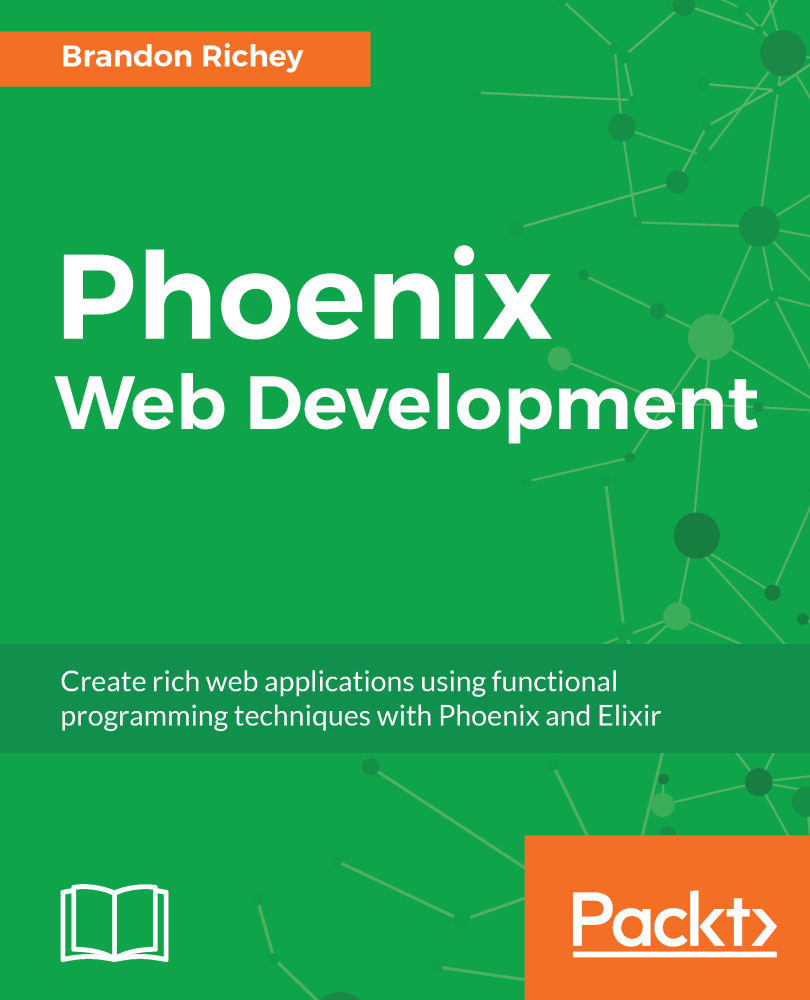 Brandon Richey
Phoenix
Web Development
Create rich web applications using functional
programming techniques with Phoenix and Elixir
Packt>